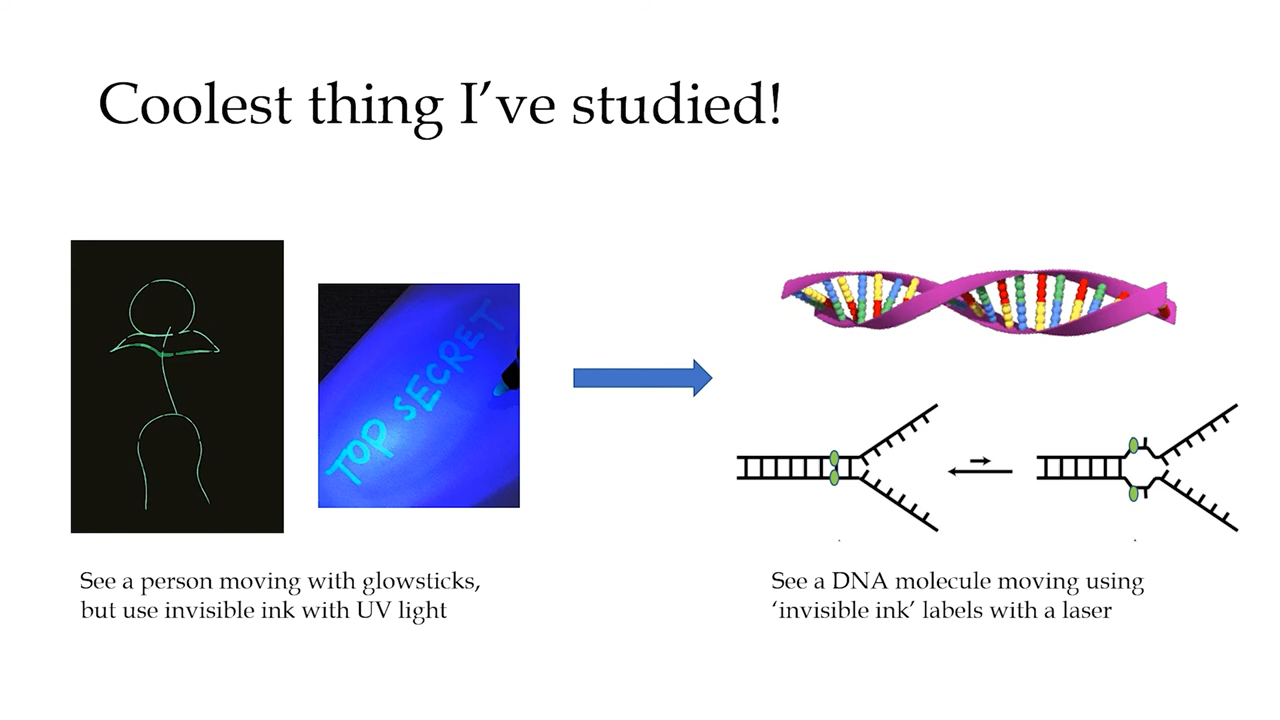 Coolest thing I’ve studied!
TOP SECRET
See a person moving with glowsticks,
but use invisible ink with UV light
See a DNA molecule moving using
‘invisible ink’ labels with a laser